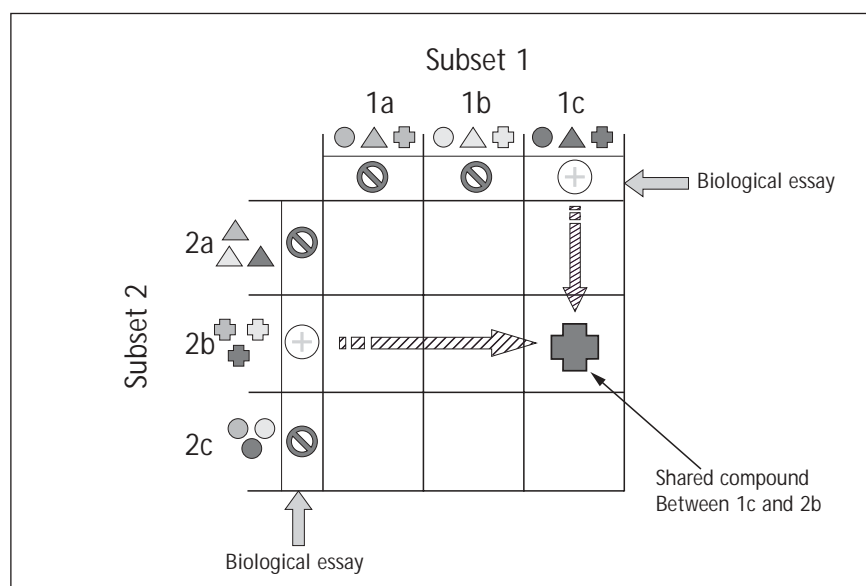 Subset 1
1a 1b 1c
Biological essay
2a
Subset 2
2b
2c
Shared compound
Between 1c and 2b
Biological essay